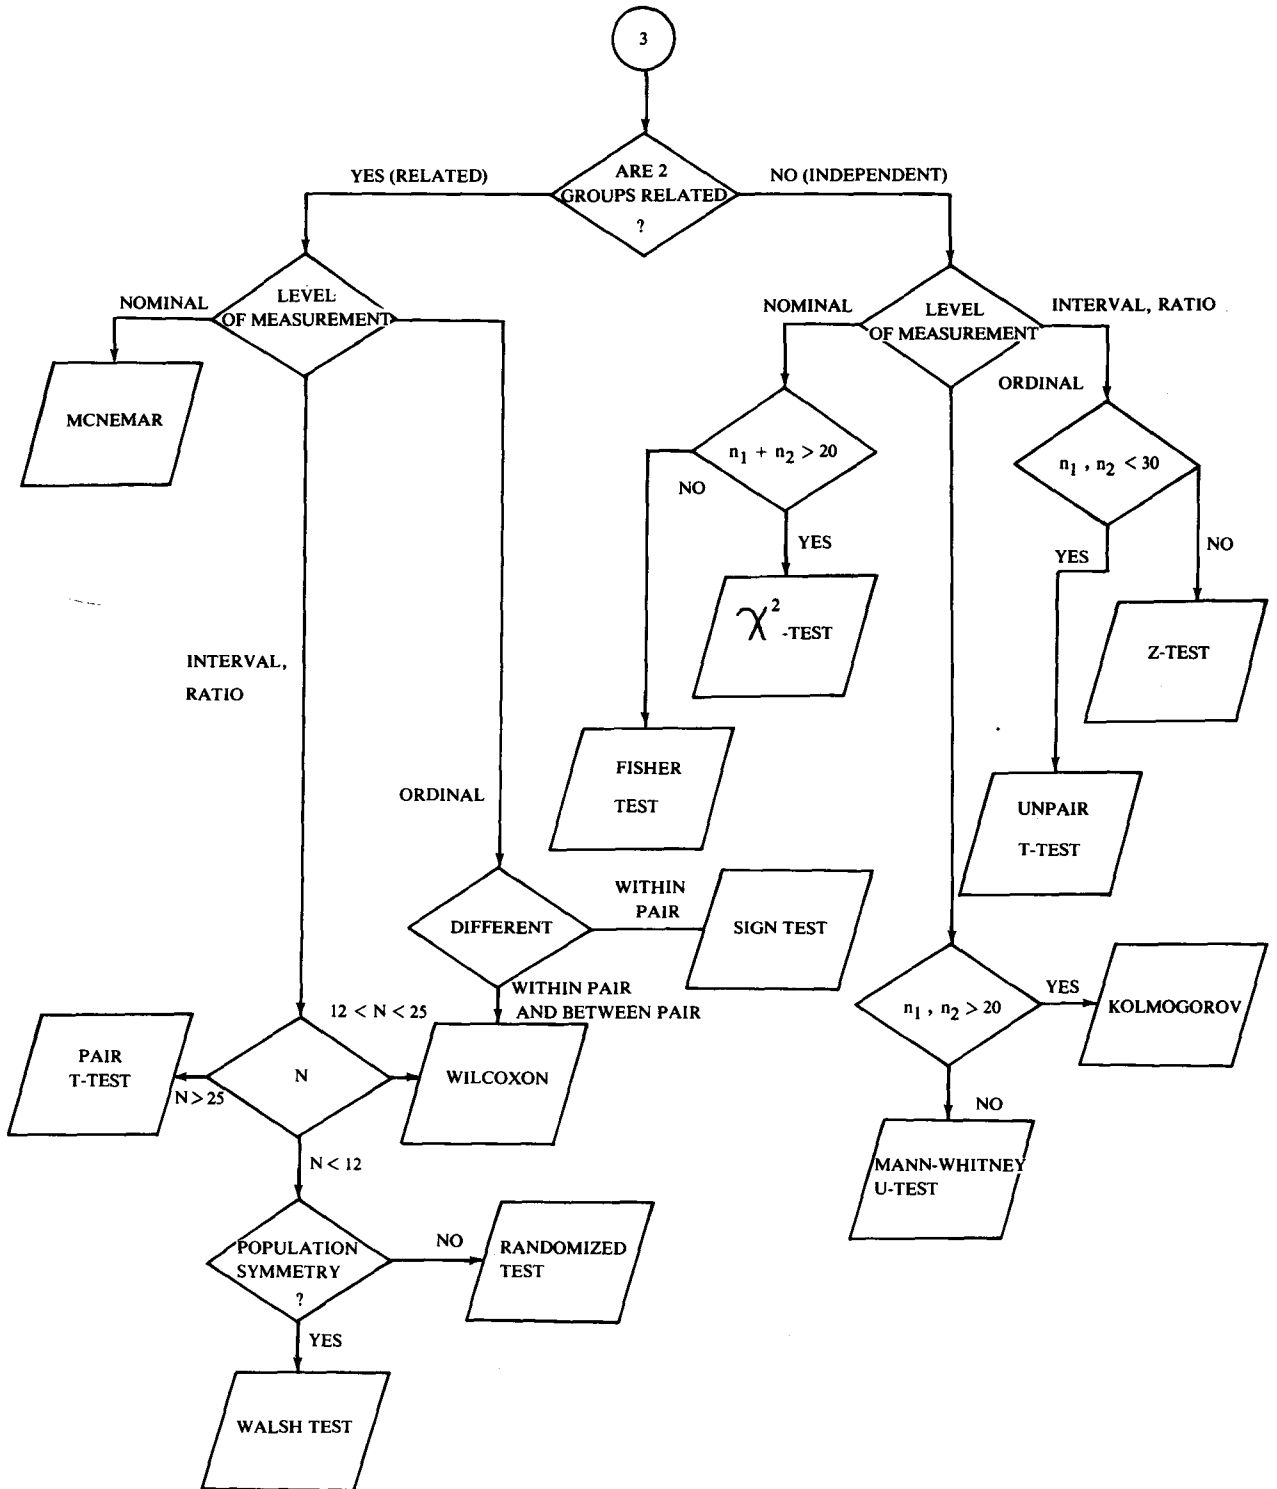 3
ARE 2
GROUPS RELATED
?
YES (RELATED)
NO (INDEPENDENT)
LEVEL
OF MEASUREMENT
NOMINAL
MCNEMAR
LEVEL
OF MEASUREMENT
NOMINAL
INTERVAL, RATIO
ORDINAL
n₁ + n₂ > 20
NO
YES
n₁ , n₂ < 30
YES
NO
χ² -TEST
Z-TEST
INTERVAL,
RATIO
FISHER
TEST
ORDINAL
UNPAIR
T-TEST
DIFFERENT
WITHIN
PAIR
SIGN TEST
WITHIN PAIR
AND BETWEEN PAIR
n₁ , n₂ > 20
YES
KOLMOGOROV
NO
MANN-WHITNEY
U-TEST
12 < N < 25
PAIR
T-TEST
N > 25
N
WILCOXON
N < 12
POPULATION
SYMMETRY
?
NO
RANDOMIZED
TEST
YES
WALSH TEST